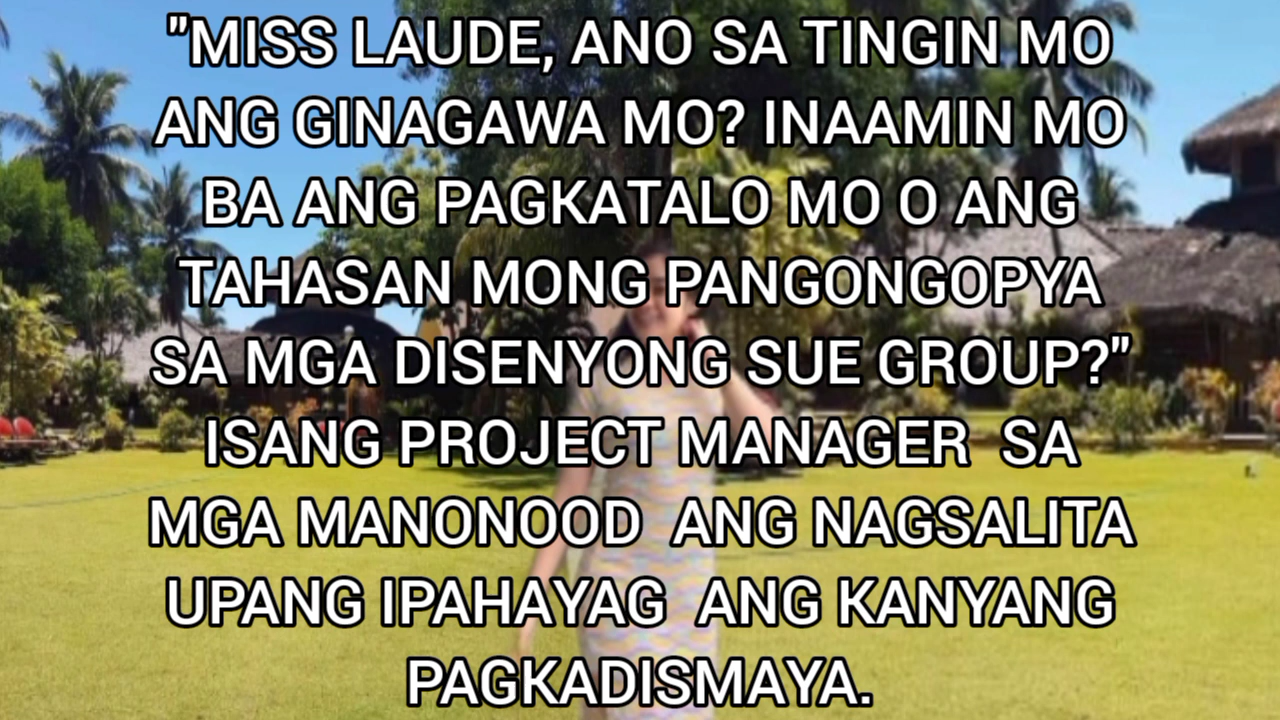 "MISS LAUDE, ANO SA TINGIN MO
ANG GINAGAWA MO? INAAMIN MO
BA ANG PAGKATALO MO O ANG
TAHASAN MONG PANGONGOPYA
SA MGA DISENYONG SUE GROUP?"
ISANG PROJECT MANAGER SA
MGA MANONOOD ANG NAGSALITA
UPANG IPAHAYAG ANG KANYANG
PAGKADISMAYA.